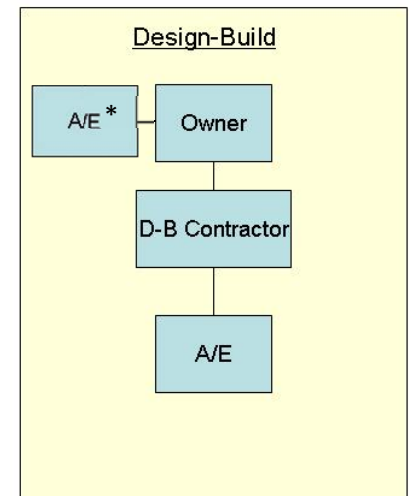 Design-Build
A/E *
Owner
D-B Contractor
A/E